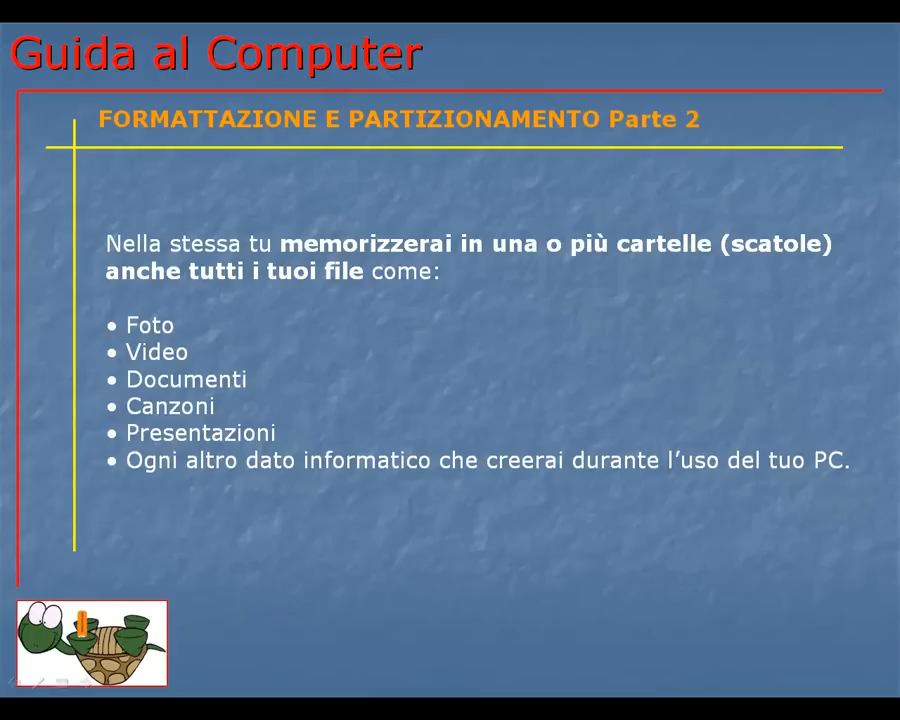 Guida al Computer
FORMATTAZIONE E PARTIZIONAMENTO Parte 2
Nella stessa tu memorizzerai in una o più cartelle (scatole)
anche tutti i tuoi file come:
• Foto
• Video
• Documenti
• Canzoni
• Presentazioni
• Ogni altro dato informatico che creerai durante l’uso del tuo PC.